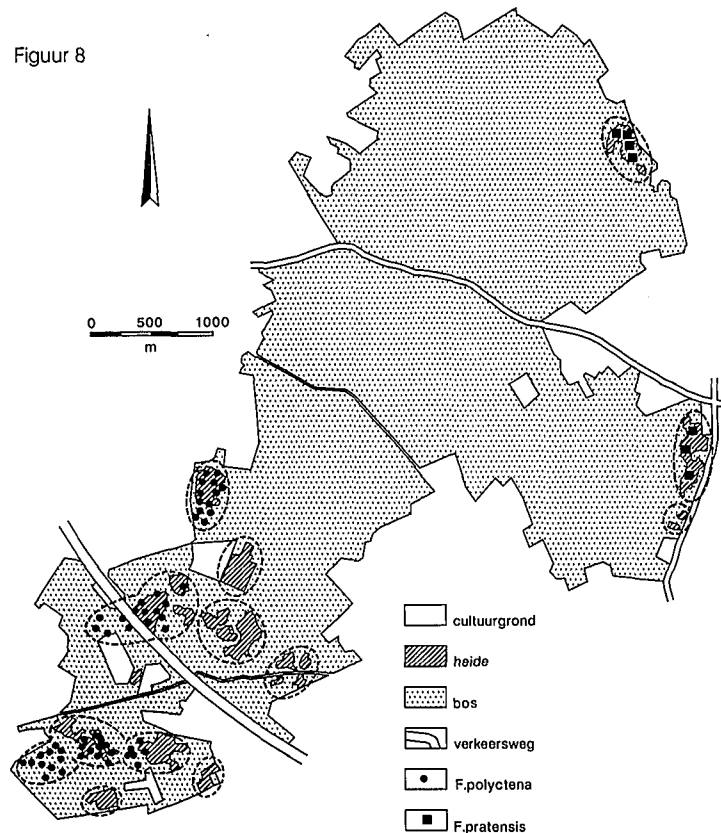 Figuur 8
0 500 1000
m
cultuurgrond
heide
bos
verkeersweg
F.polyctena
F.pratensis